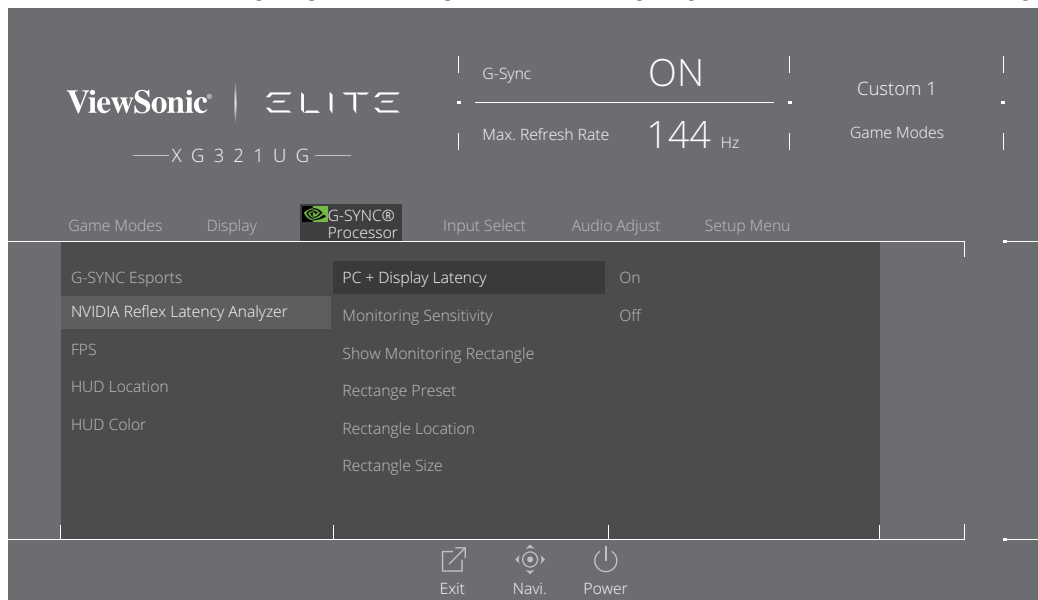 ViewSonic® ELITE
XG321UG
G-Sync ON
Max. Refresh Rate 144 Hz
Custom 1
Game Modes
Game Modes Display G-SYNC® Processor Input Select Audio Adjust Setup Menu
G-SYNC Esports
NVIDIA Reflex Latency Analyzer
FPS
HUD Location
HUD Color
PC + Display Latency
Monitoring Sensitivity
Show Monitoring Rectangle
Rectange Preset
Rectangle Location
Rectangle Size
On
Off
Exit Navi. Power